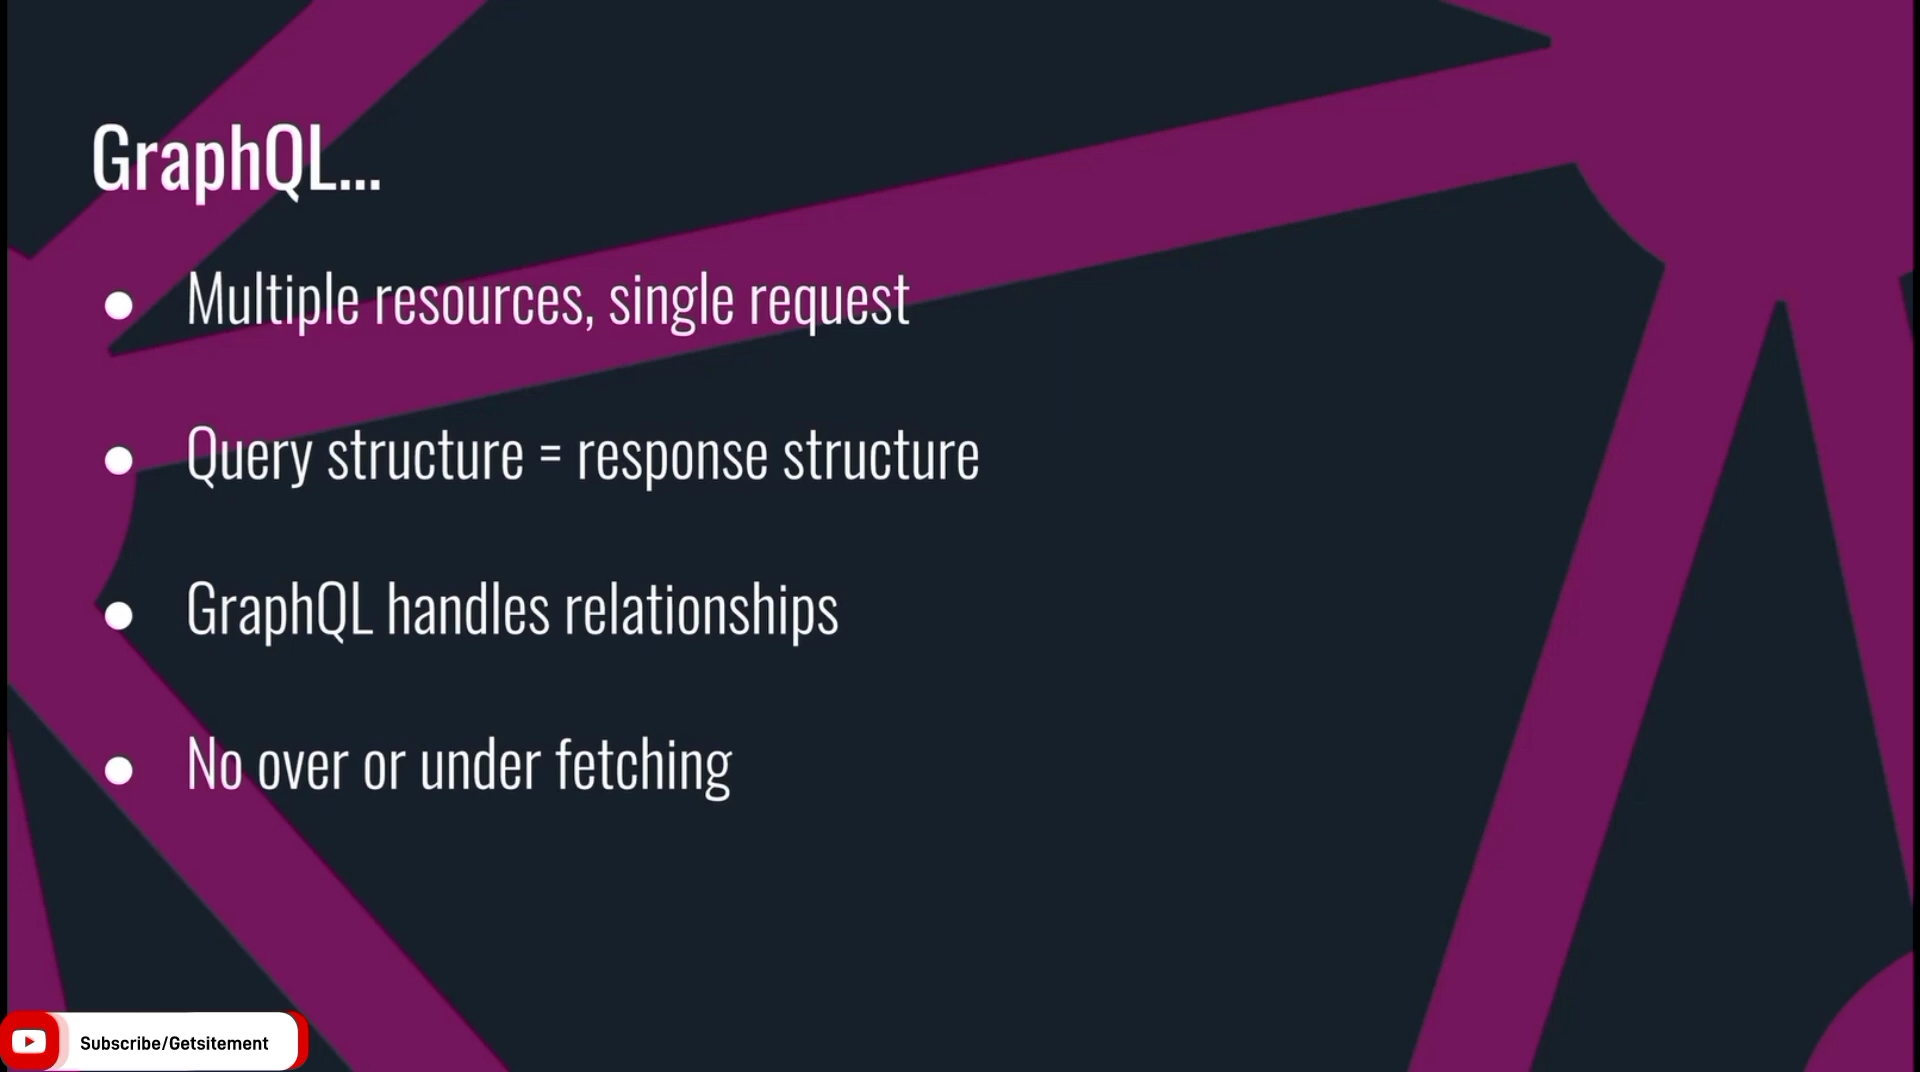 GraphQL...
● Multiple resources, single request
● Query structure = response structure
● GraphQL handles relationships
● No over or under fetching
Subscribe/Getsitement